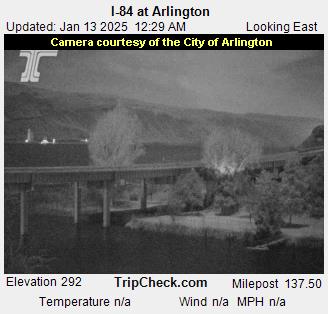 I-84 at Arlington
Updated: Jan 13 2025 12:29 AM Looking East
Camera courtesy of the City of Arlington
Elevation 292 TripCheck.com Milepost 137.50
Temperature n/a Wind n/a MPH n/a